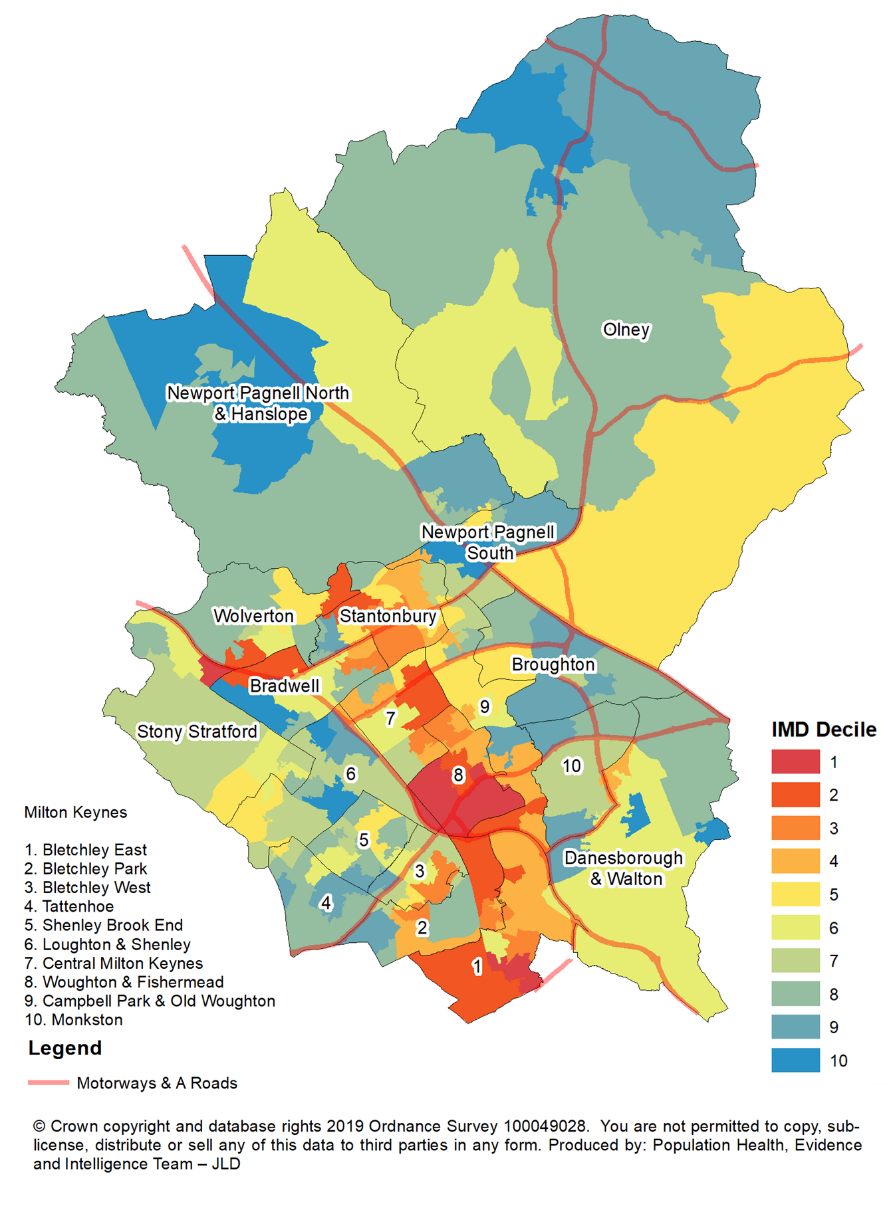 Olney
Newport Pagnell North
& Hanslope
Newport Pagnell
South
Wolverton
Stantonbury
Broughton
Bradwell
9
7
Stony Stratford
IMD Decile
10
6
8
1
2
Milton Keynes
3
5
1. Bletchley East
4
Danesborough
& Walton
2. Bletchley Park
3
3. Bletchley West
5
4. Tattenhoe
4
6
5. Shenley Brook End
2
7
6. Loughton & Shenley
7. Central Milton Keynes
1
8
8. Woughton & Fishermead
9. Campbell Park & Old Woughton
9
10. Monkston
10
Legend
Motorways & A Roads
© Crown copyright and database rights 2019 Ordnance Survey 100049028.  You are not permitted to copy, sub-
license, distribute or sell any of this data to third parties in any form. Produced by: Population Health, Evidence
and Intelligence Team – JLD